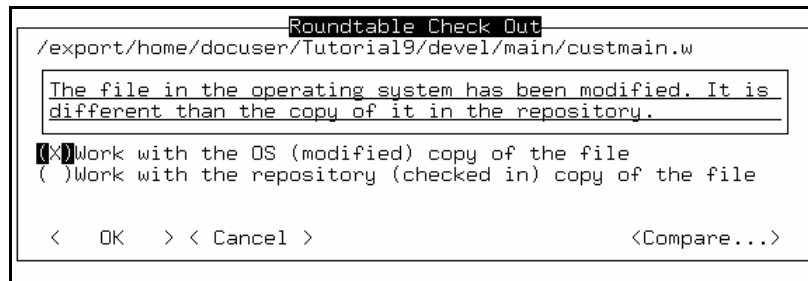 Roundtable Check Out
/export/home/docuser/Tutorial9/devel/main/custmain.w
The file in the operating system has been modified. It is
different than the copy of it in the repository.
(X)Work with the OS (modified) copy of the file
( )Work with the repository (checked in) copy of the file
<   OK   > < Cancel > <Compare...>